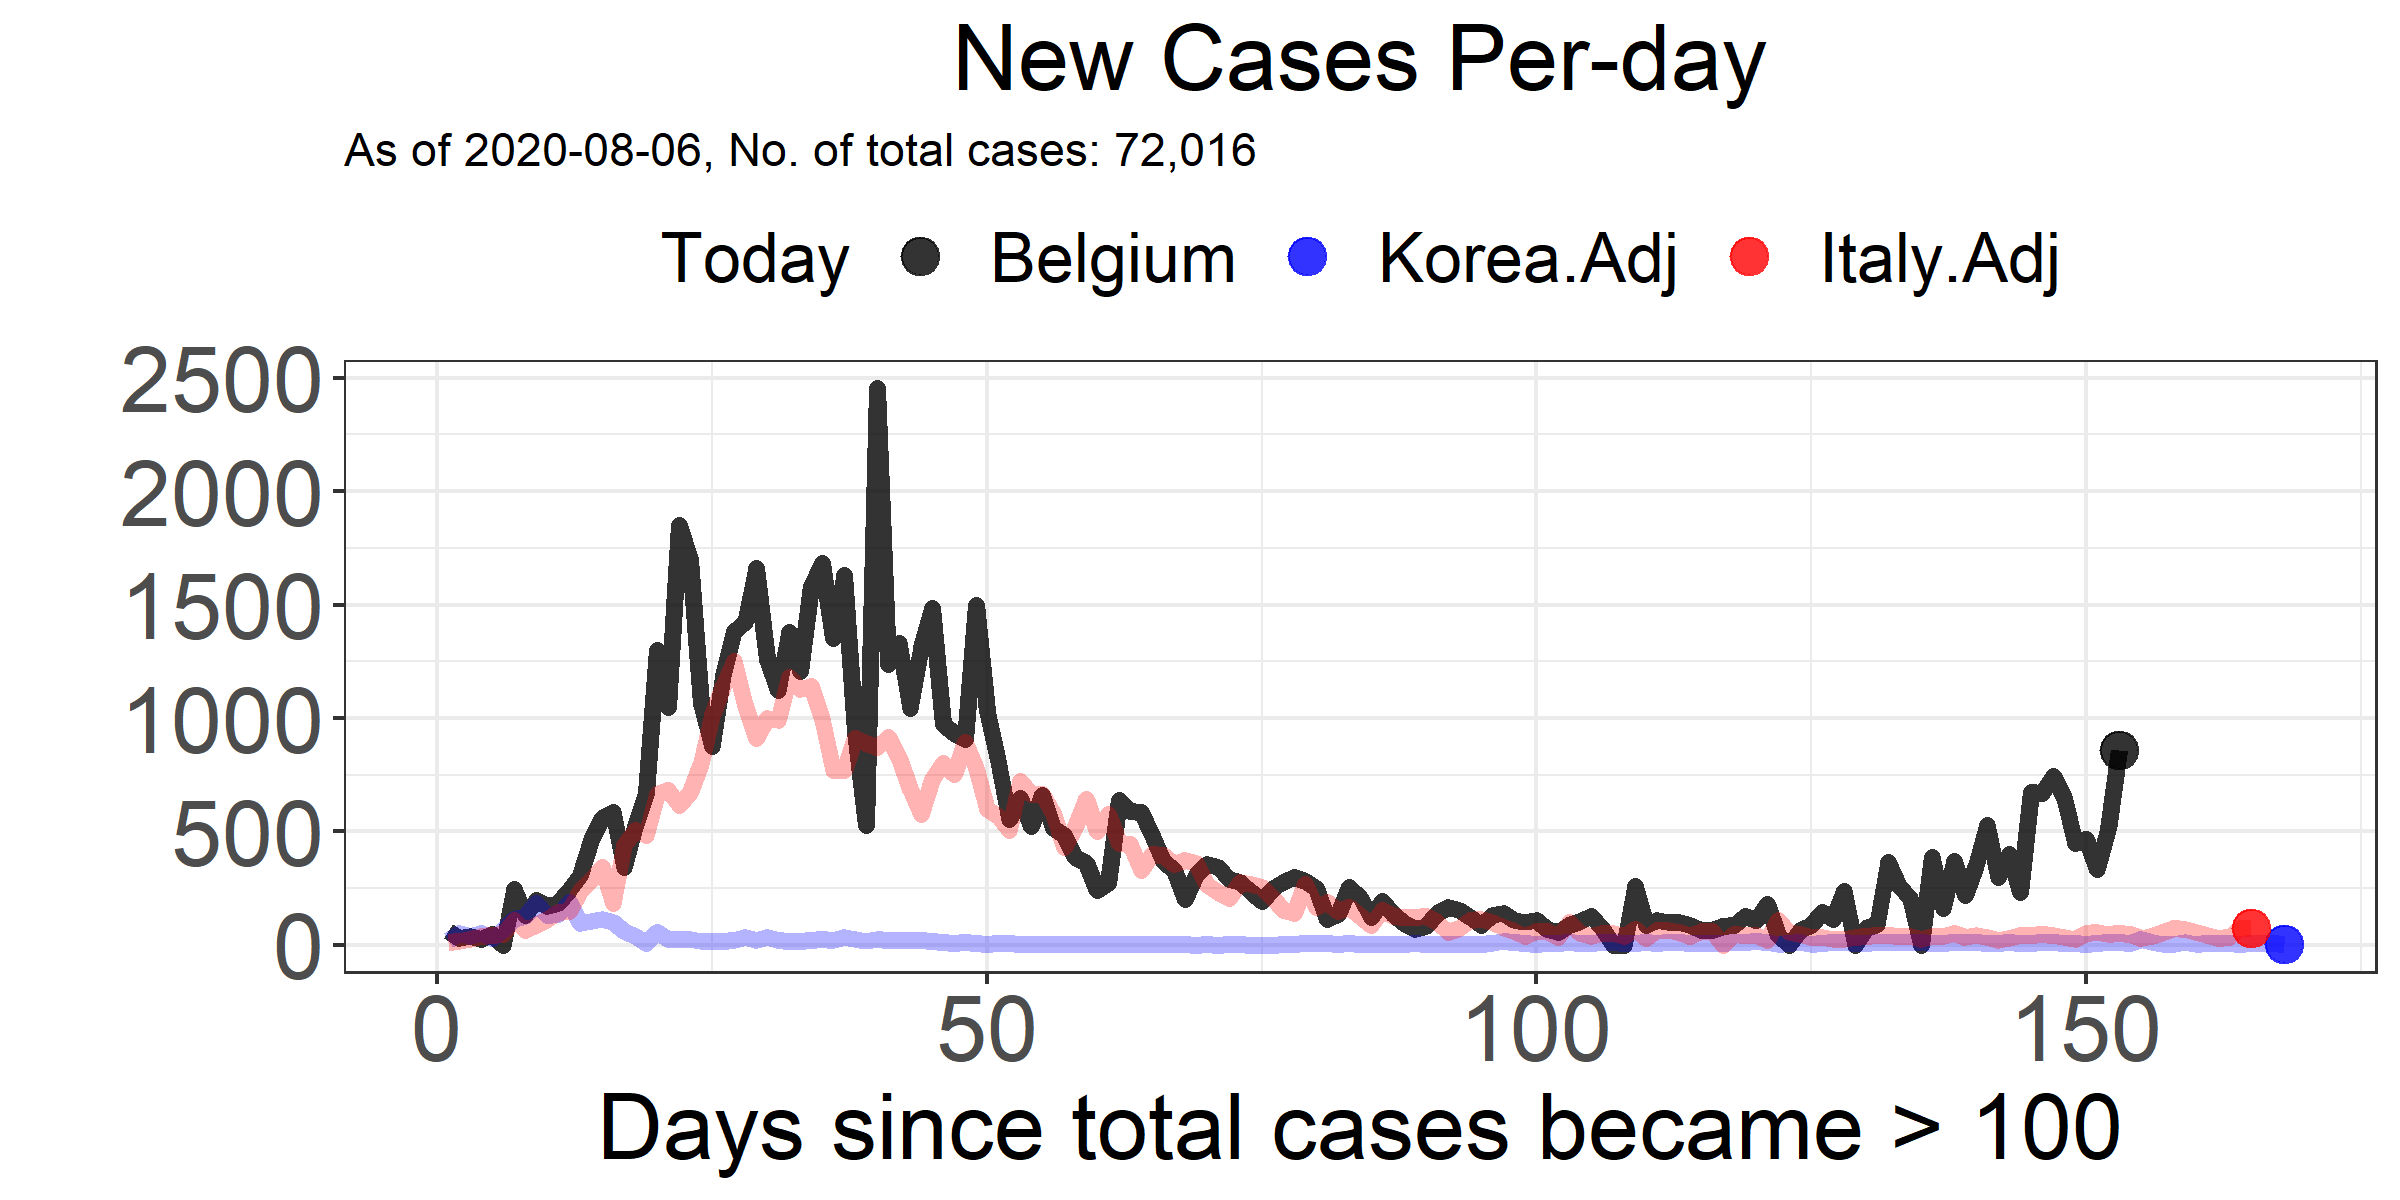 New Cases Per-day
As of 2020-08-06, No. of total cases: 72,016
Today Belgium Korea.Adj Italy.Adj
2500
2000
1500
1000
500
0
0 50 100 150
Days since total cases became > 100